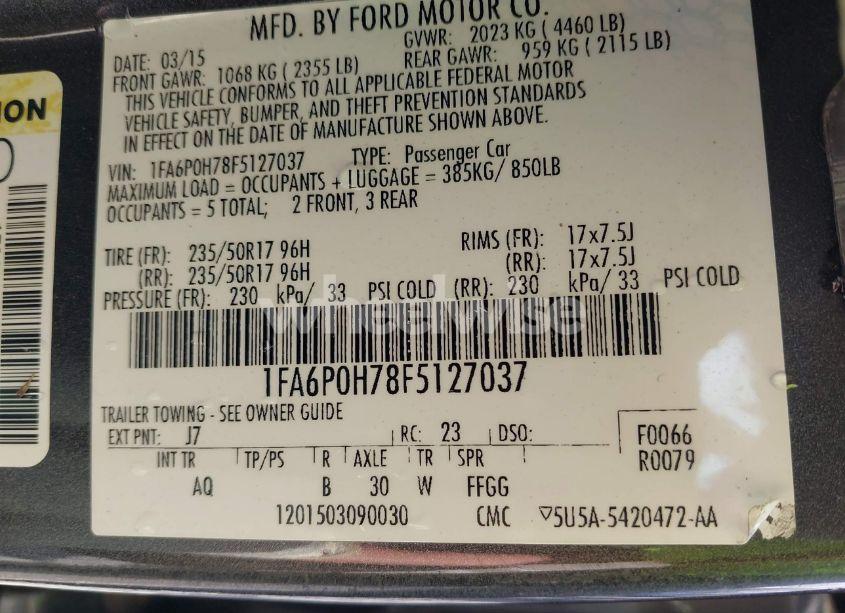 MFD. BY FORD MOTOR CO.
DATE: 03/15 GVWR: 2023 KG ( 4460 LB)
FRONT GAWR: 1068 KG ( 2355 LB) REAR GAWR: 959 KG ( 2115 LB)
THIS VEHICLE CONFORMS TO ALL APPLICABLE FEDERAL MOTOR
VEHICLE SAFETY, BUMPER, AND THEFT PREVENTION STANDARDS
IN EFFECT ON THE DATE OF MANUFACTURE SHOWN ABOVE.
VIN: 1FA6P0H78F5127037 TYPE: Passenger Car
MAXIMUM LOAD = OCCUPANTS + LUGGAGE = 385KG/ 850LB
OCCUPANTS = 5 TOTAL; 2 FRONT, 3 REAR
TIRE (FR): 235/50R17 96H RIMS (FR): 17x7.5J
(RR): 235/50R17 96H (RR): 17x7.5J
PRESSURE (FR): 230 kPa/ 33 PSI COLD (RR): 230 kPa/ 33 PSI COLD
wheelwise
1FA6P0H78F5127037
TRAILER TOWING - SEE OWNER GUIDE
EXT PNT: J7 RC: 23 DSO: F0066
INT TR TP/PS R AXLE TR SPR R0079
AQ B 30 W FFGG
1201503090030 CMC ▽5U5A-5420472-AA